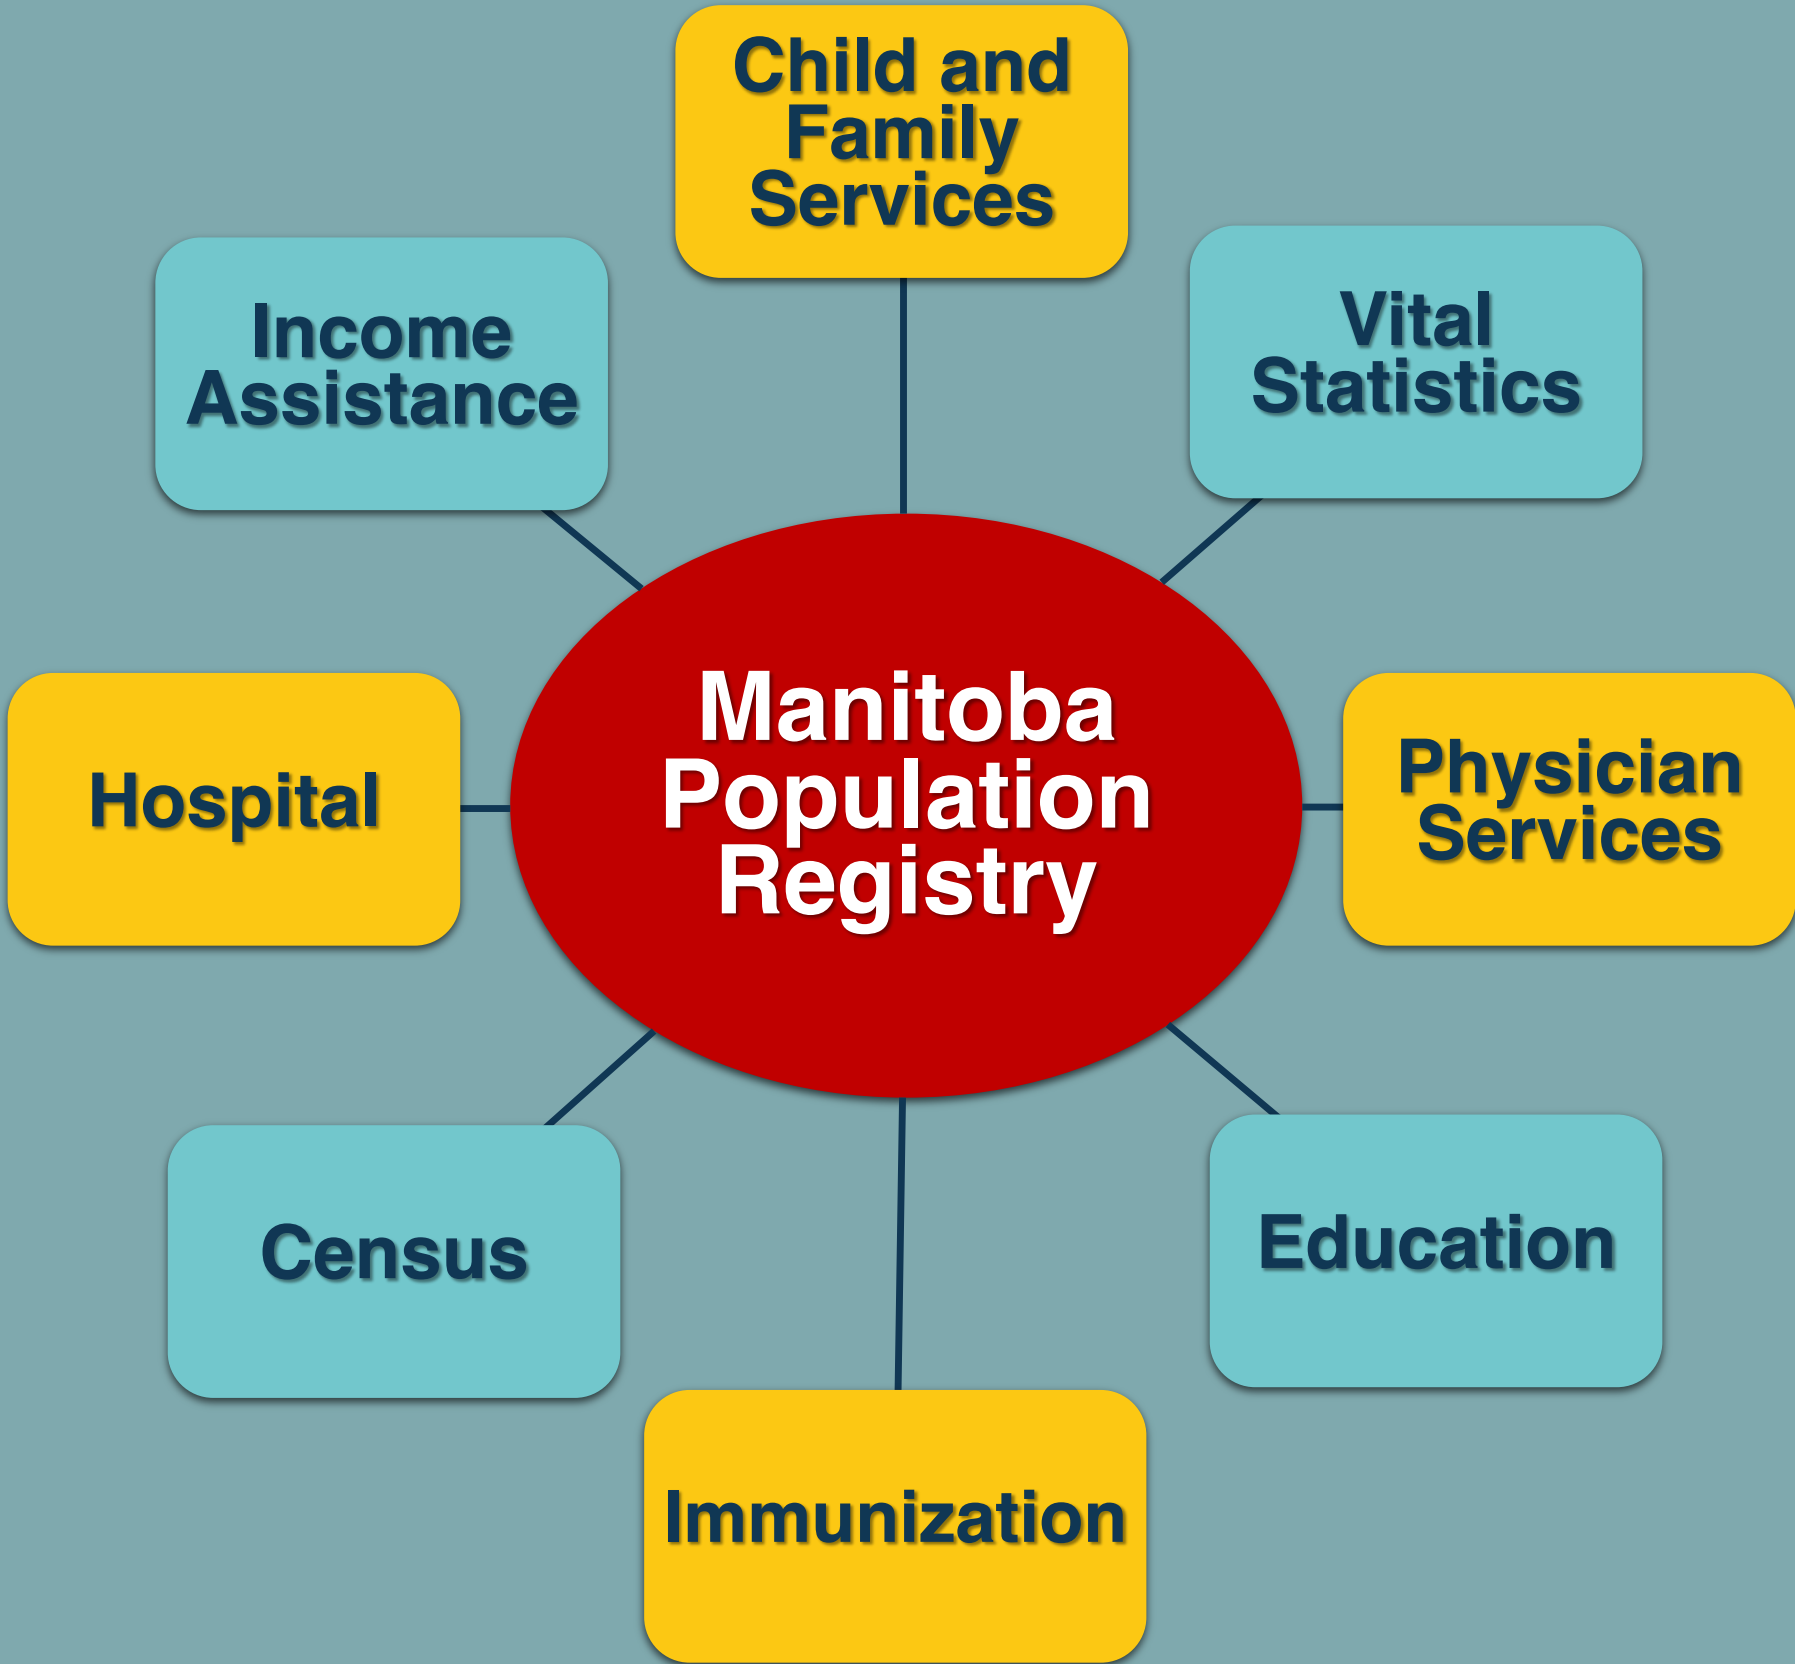 Child and
Family
Services
Income
Assistance
Vital
Statistics
Manitoba
Population
Registry
Hospital
Physician
Services
Census
Education
Immunization